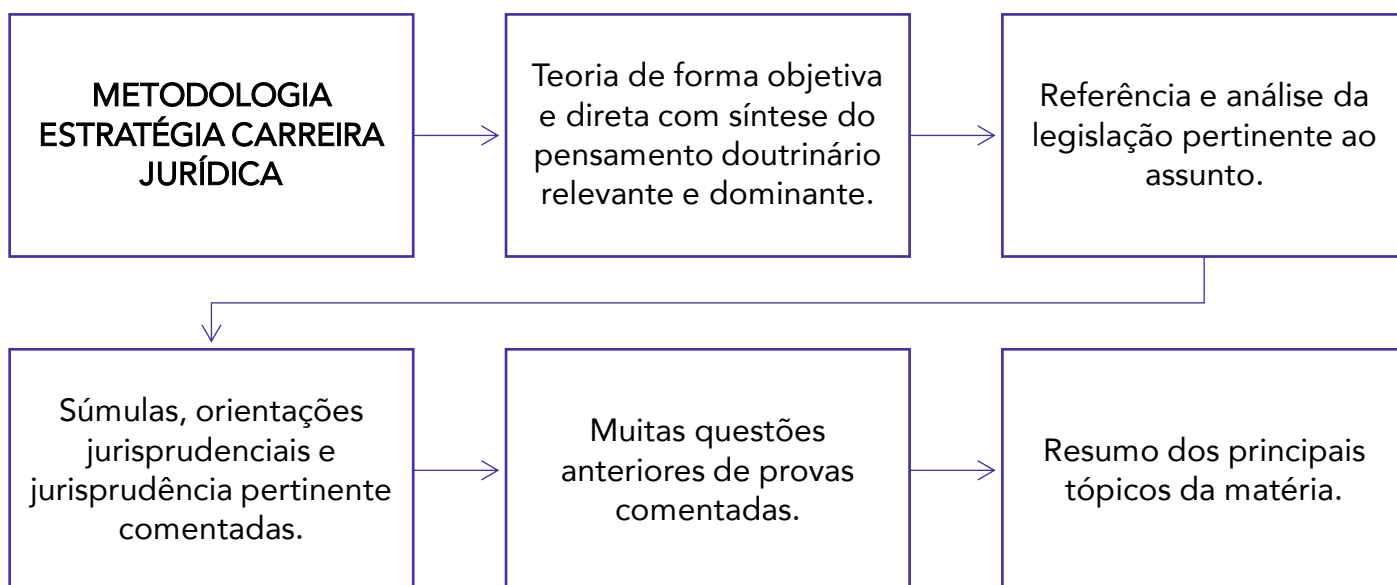 METODOLOGIA
ESTRATÉGIA CARREIRA
JURÍDICA
Teoria de forma objetiva
e direta com síntese do
pensamento doutrinário
relevante e dominante.
Referência e análise da
legislação pertinente ao
assunto.
Súmulas, orientações
jurisprudenciais e
jurisprudência pertinente
comentadas.
Muitas questões
anteriores de provas
comentadas.
Resumo dos principais
tópicos da matéria.